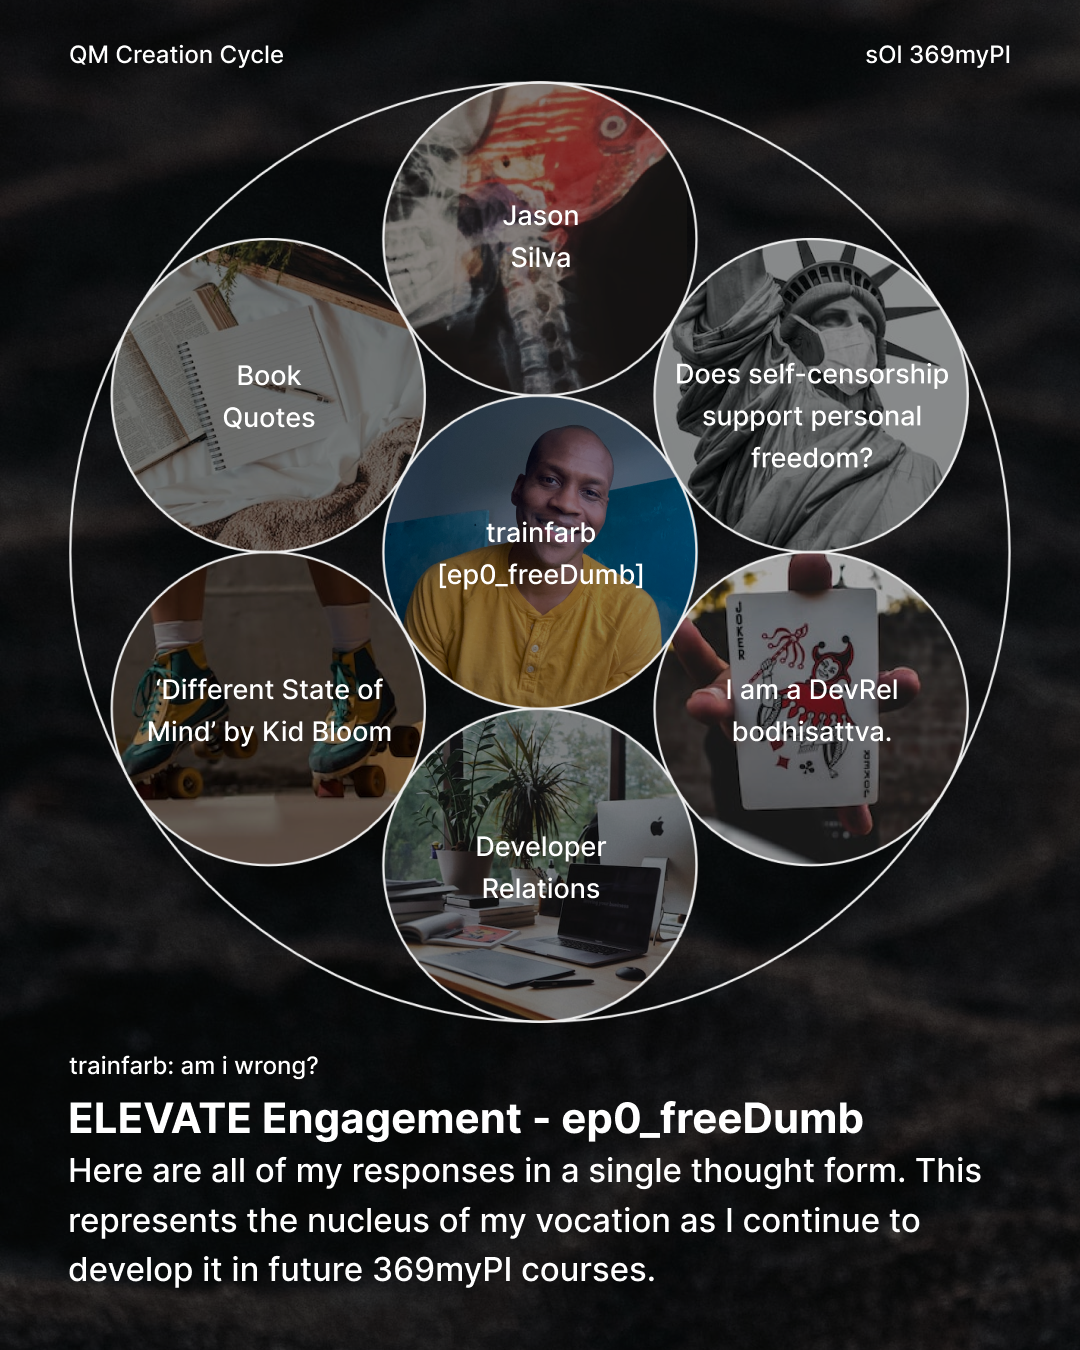 QM Creation Cycle
sOI 369myPI
Jason
Silva
Book
Quotes
Does self-censorship
support personal
freedom?
trainfarb
[ep0_freeDumb]
'Different State of
Mind' by Kid Bloom
JOKER
I am a DevRel
bodhisattva.
JOKER
Developer
Relations
trainfarb: am i wrong?
ELEVATE Engagement - ep0_freeDumb
Here are all of my responses in a single thought form. This
represents the nucleus of my vocation as I continue to
develop it in future 369myPI courses.